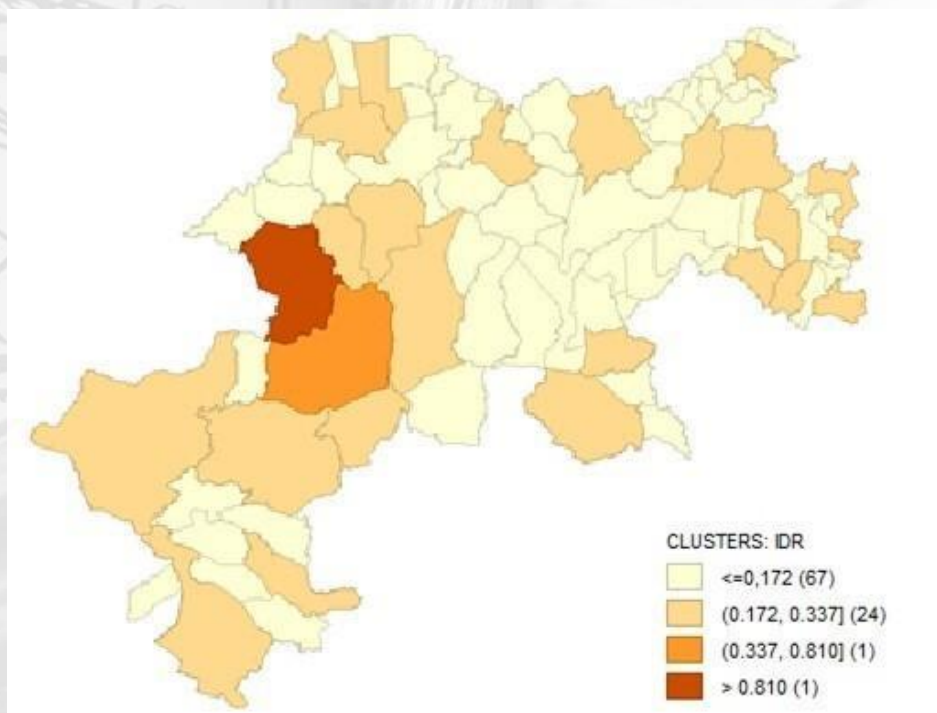 CLUSTERS: IDR
<=0,172 (67)
(0.172, 0.337] (24)
(0.337, 0.810] (1)
> 0.810 (1)